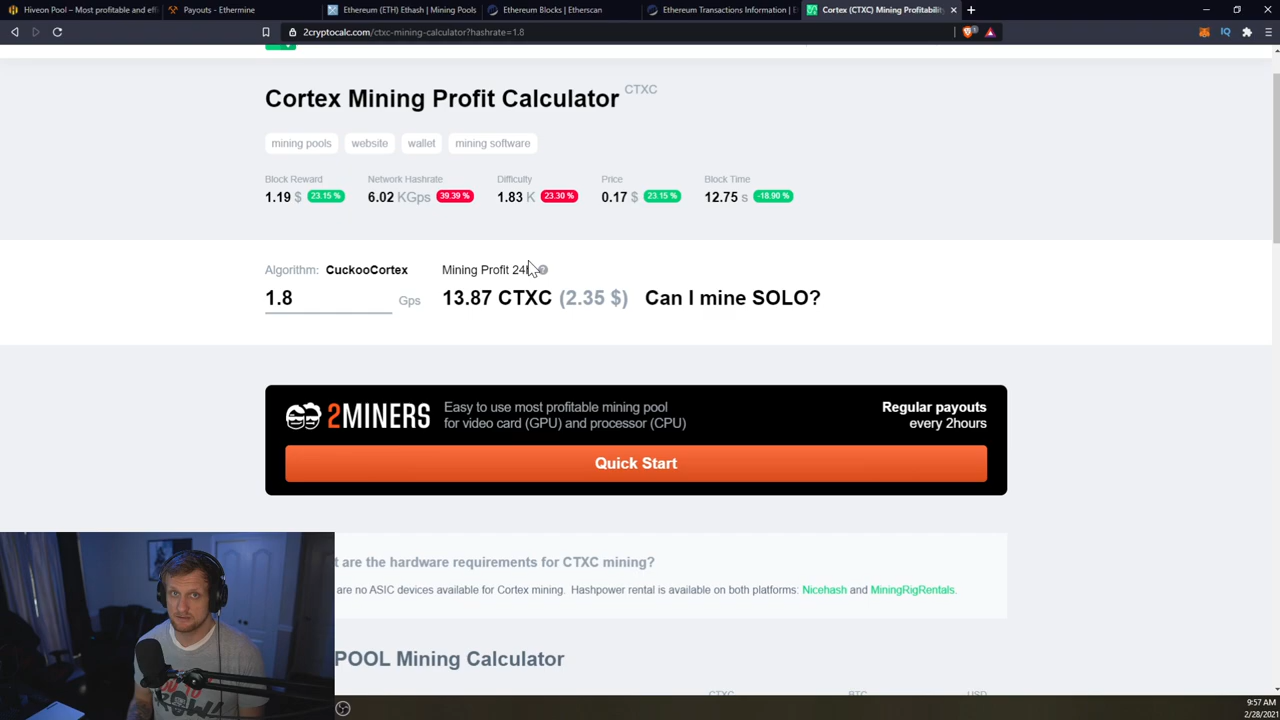 Hiveon Pool – Most profitable and eff
Payouts - Ethermine
Ethereum (ETH) Ethash | Mining Pools
Ethereum Blocks | Etherscan
Ethereum Transactions Information | E
Cortex (CTXC) Mining Profitability
2cryptocalc.com/ctxc-mining-calculator?hashrate=1.8
Cortex Mining Profit Calculator CTXC
mining pools website wallet mining software
Block Reward Network Hashrate Difficulty Price Block Time
1.19 $ 23.15 % 6.02 KGps 39.39 % 1.83 K 23.30 % 0.17 $ 23.15 % 12.75 s -18.90 %
Algorithm: CuckooCortex Mining Profit 24h
1.8 Gps 13.87 CTXC (2.35 $) Can I mine SOLO?
2MINERS
Easy to use most profitable mining pool
for video card (GPU) and processor (CPU)
Regular payouts
every 2hours
Quick Start
t are the hardware requirements for CTXC mining?
are no ASIC devices available for Cortex mining. Hashpower rental is available on both platforms: Nicehash and MiningRigRentals.
POOL Mining Calculator
CTXC BTC USD
9:57 AM
2/28/2021